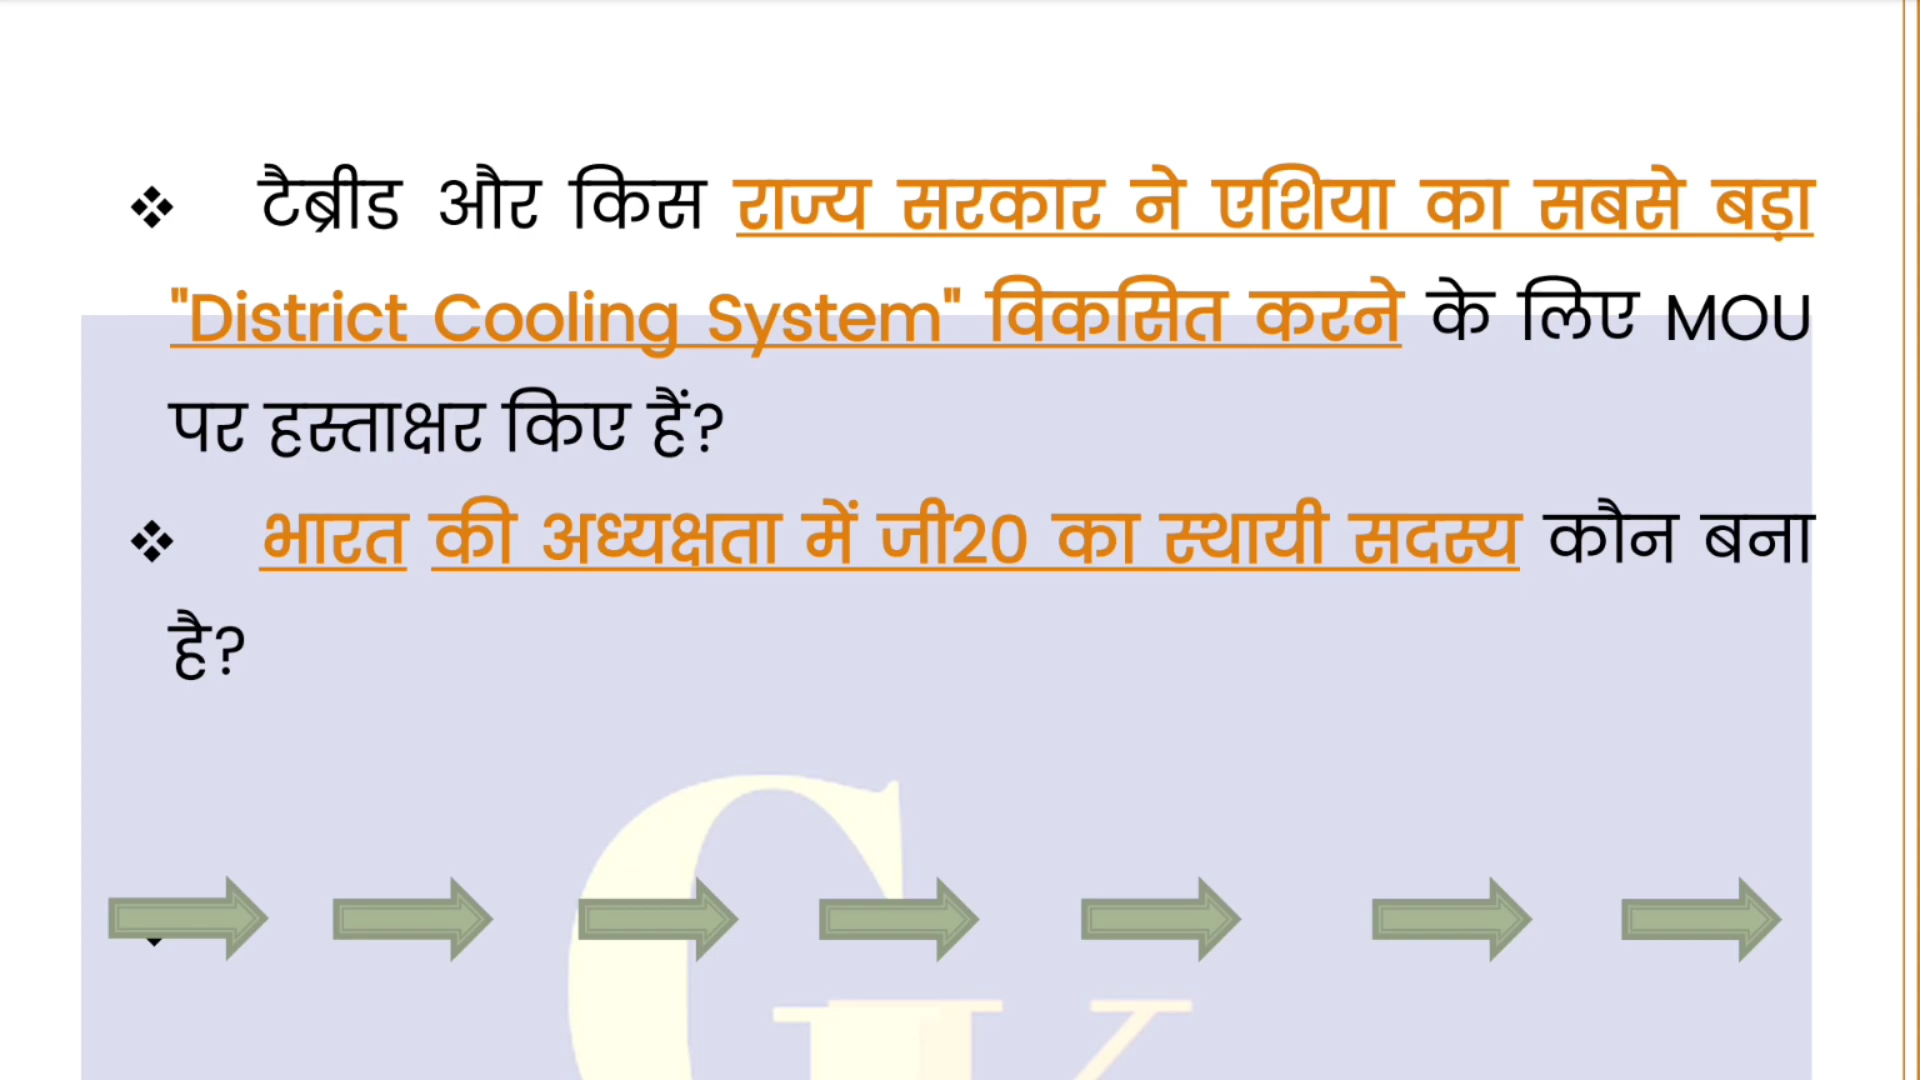 ❖ टैब्रीड और किस राज्य सरकार ने एशिया का सबसे बड़ा
"District Cooling System" विकसित करने के लिए MOU
पर हस्ताक्षर किए हैं?
❖ भारत की अध्यक्षता में जी20 का स्थायी सदस्य कौन बना
है?
GK